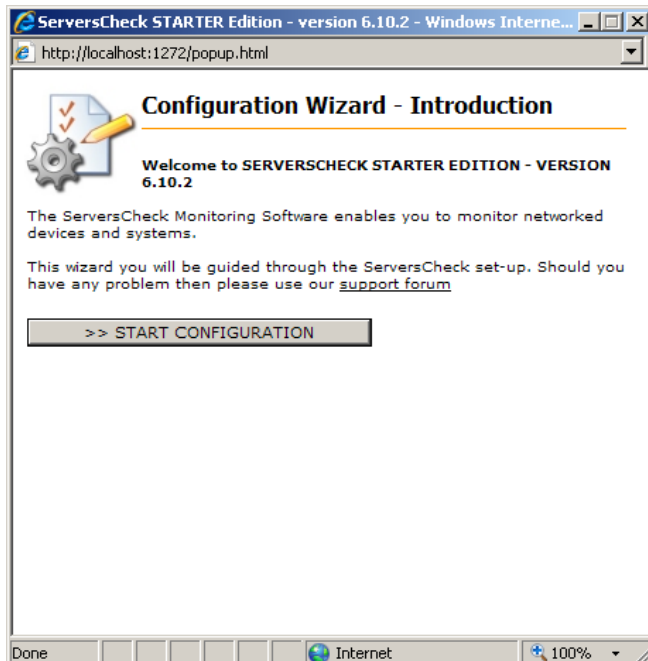 ServersCheck STARTER Edition - version 6.10.2 - Windows Interne...
http://localhost:1272/popup.html
Configuration Wizard - Introduction
Welcome to SERVERSCHECK STARTER EDITION - VERSION
6.10.2
The ServersCheck Monitoring Software enables you to monitor networked
devices and systems.
This wizard you will be guided through the ServersCheck set-up. Should you
have any problem then please use our support forum
>> START CONFIGURATION
Done Internet 100%